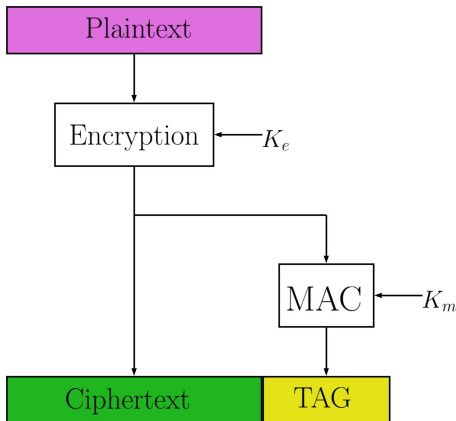 Plaintext
Encryption
K_e
MAC
K_m
Ciphertext
TAG